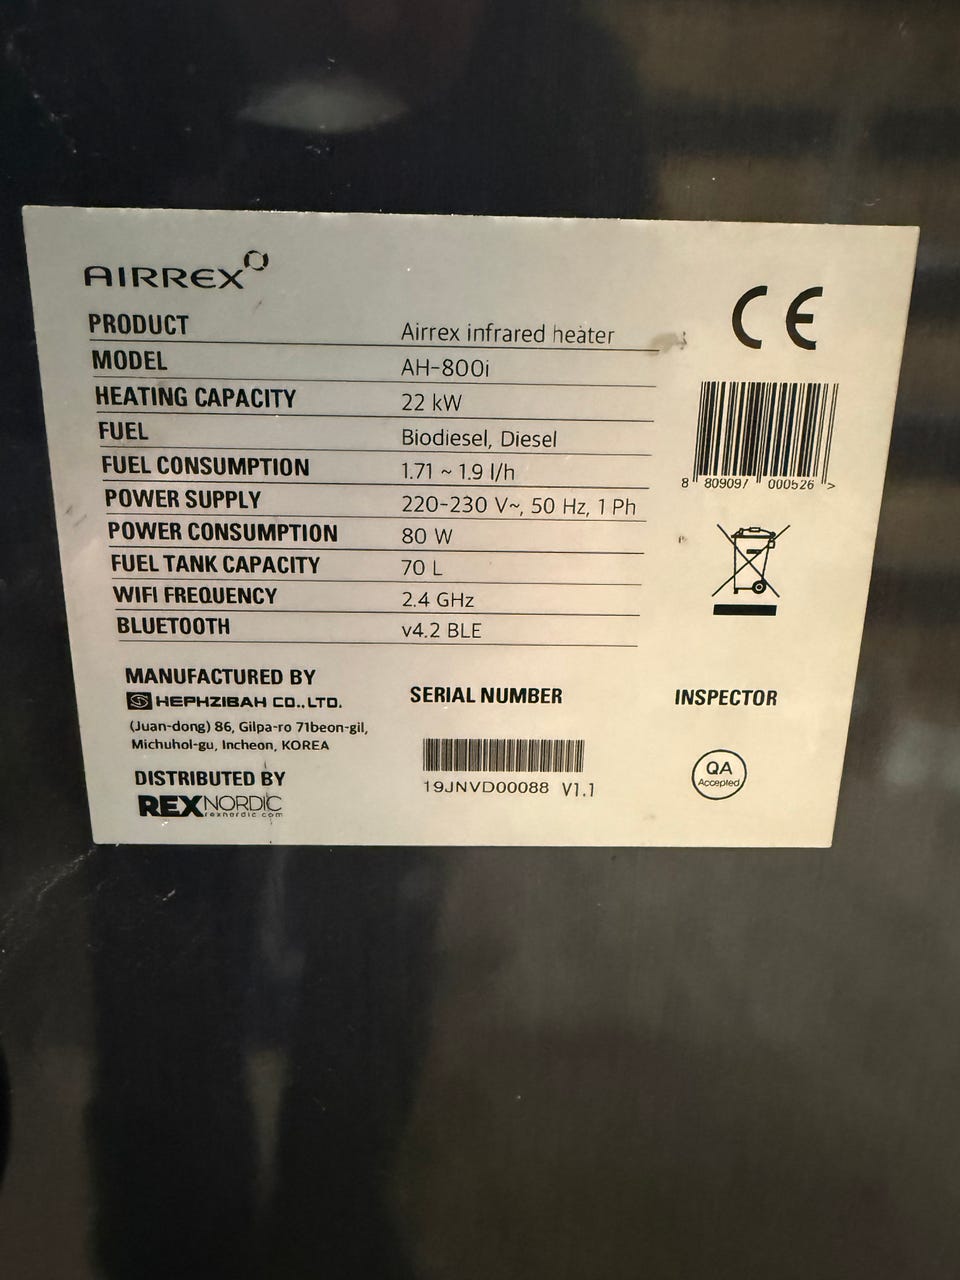 AIRREX
PRODUCT Airrex infrared heater
MODEL AH-800i
HEATING CAPACITY 22 kW
FUEL Biodiesel, Diesel
FUEL CONSUMPTION 1.71 ~ 1.9 l/h
POWER SUPPLY 220-230 V~, 50 Hz, 1 Ph
POWER CONSUMPTION 80 W
FUEL TANK CAPACITY 70 L
WIFI FREQUENCY 2.4 GHz
BLUETOOTH v4.2 BLE
CE
8 809097 000526 >
MANUFACTURED BY
HEPHZIBAH CO., LTD.
(Juan-dong) 86, Gilpa-ro 71beon-gil,
Michuhol-gu, Incheon, KOREA
DISTRIBUTED BY
REXNORDIC
rexnordic.com
SERIAL NUMBER
19JNVD00088 V1.1
INSPECTOR
QA
Accepted